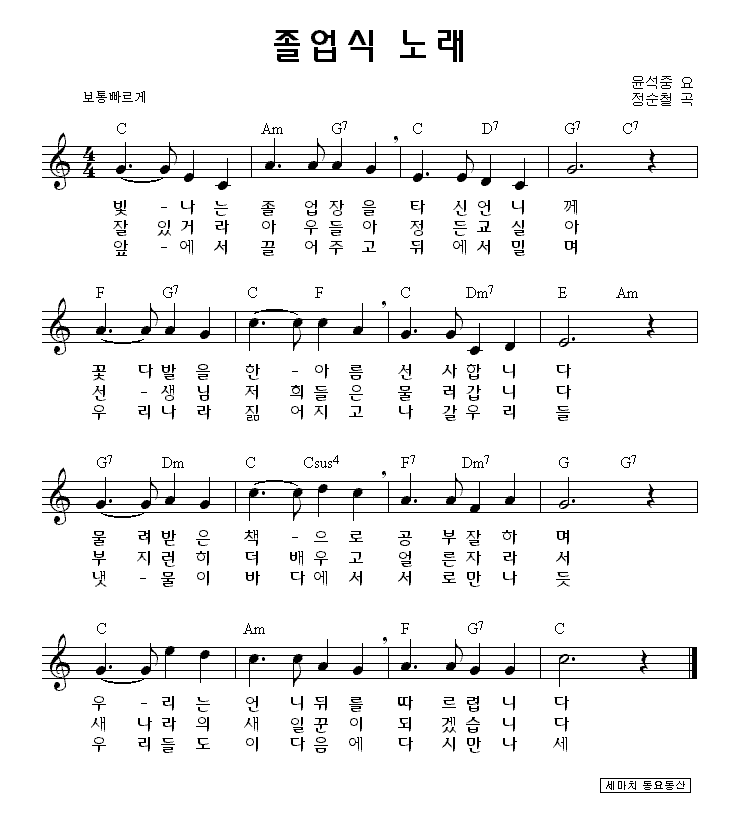 졸업식 노래
윤석중 요
정순철 곡
보통빠르게
C Am G7 C D7 G7 C7
빛 - 나 는 졸 업 장 을 타 신 언 니 께
잘 있 거 라 아 우 들 아 정 든 교 실 아
앞 - 에 서 끌 어 주 고 뒤 에 서 밀 며
F G7 C F C Dm7 E Am
꽃 다 발 을 한 - 아 름 선 사 합 니 다
선 - 생 님 저 희 들 은 물 러 갑 니 다
우 리 나 라 짊 어 지 고 나 갈 우 리 들
G7 Dm C Csus4 F7 Dm7 G G7
물 려 받 은 책 - 으 로 공 부 잘 하 며
부 지 런 히 더 배 우 고 얼 른 자 라 서
냇 - 물 이 바 다 에 서 서 로 만 나 듯
C Am F G7 C
우 - 리 는 언 니 뒤 를 따 르 렵 니 다
새 나 라 의 새 일 꾼 이 되 겠 습 니 다
우 리 들 도 이 다 음 에 다 시 만 나 세
세마치 동요동산